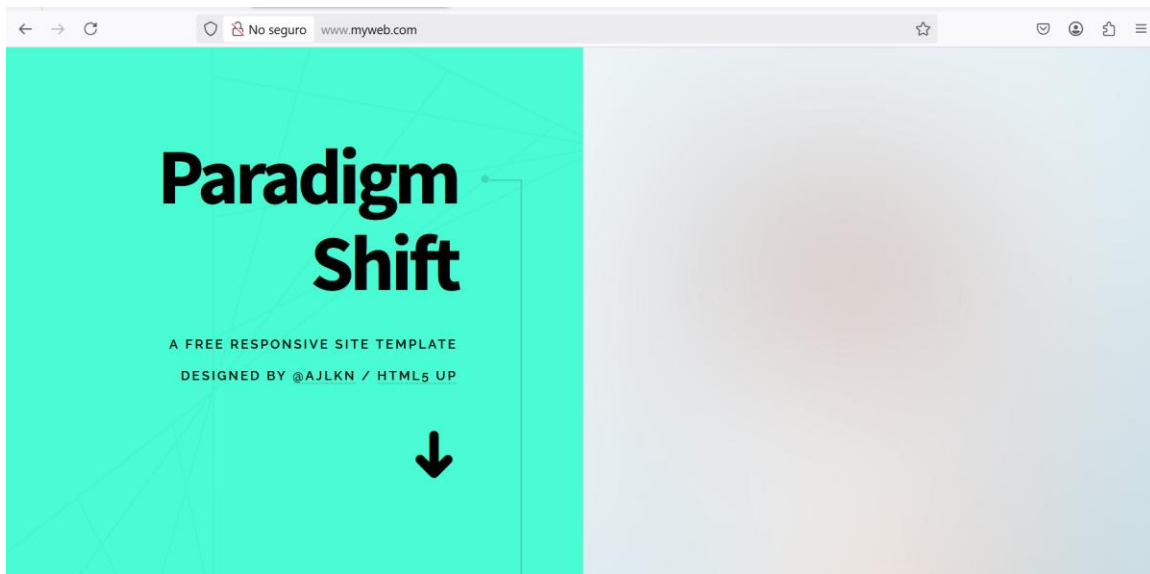 No seguro www.myweb.com
Paradigm
Shift
A FREE RESPONSIVE SITE TEMPLATE
DESIGNED BY @AJLKN / HTML5 UP